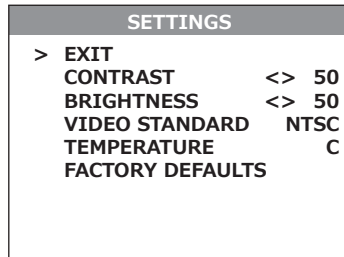 SETTINGS
> EXIT
CONTRAST <> 50
BRIGHTNESS <> 50
VIDEO STANDARD NTSC
TEMPERATURE C
FACTORY DEFAULTS